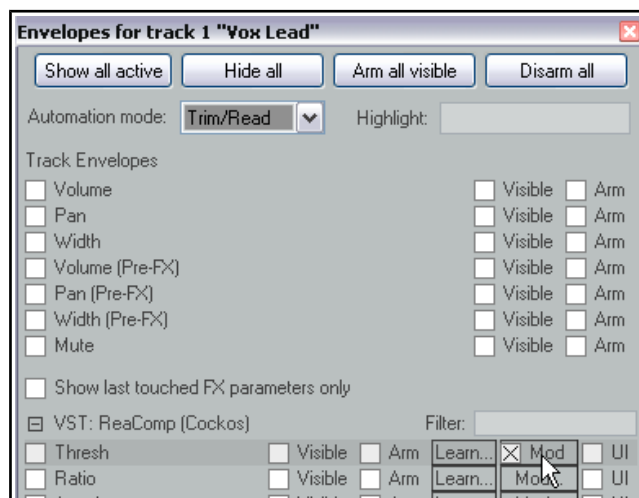 Envelopes for track 1 "Vox Lead"
Show all active Hide all Arm all visible Disarm all
Automation mode: Trim/Read Highlight:
Track Envelopes
Volume Visible Arm
Pan Visible Arm
Width Visible Arm
Volume (Pre-FX) Visible Arm
Pan (Pre-FX) Visible Arm
Width (Pre-FX) Visible Arm
Mute Visible Arm
Show last touched FX parameters only
VST: ReaComp (Cockos) Filter:
Thresh Visible Arm Learn... Mod UI
Ratio Visible Arm Learn... UI